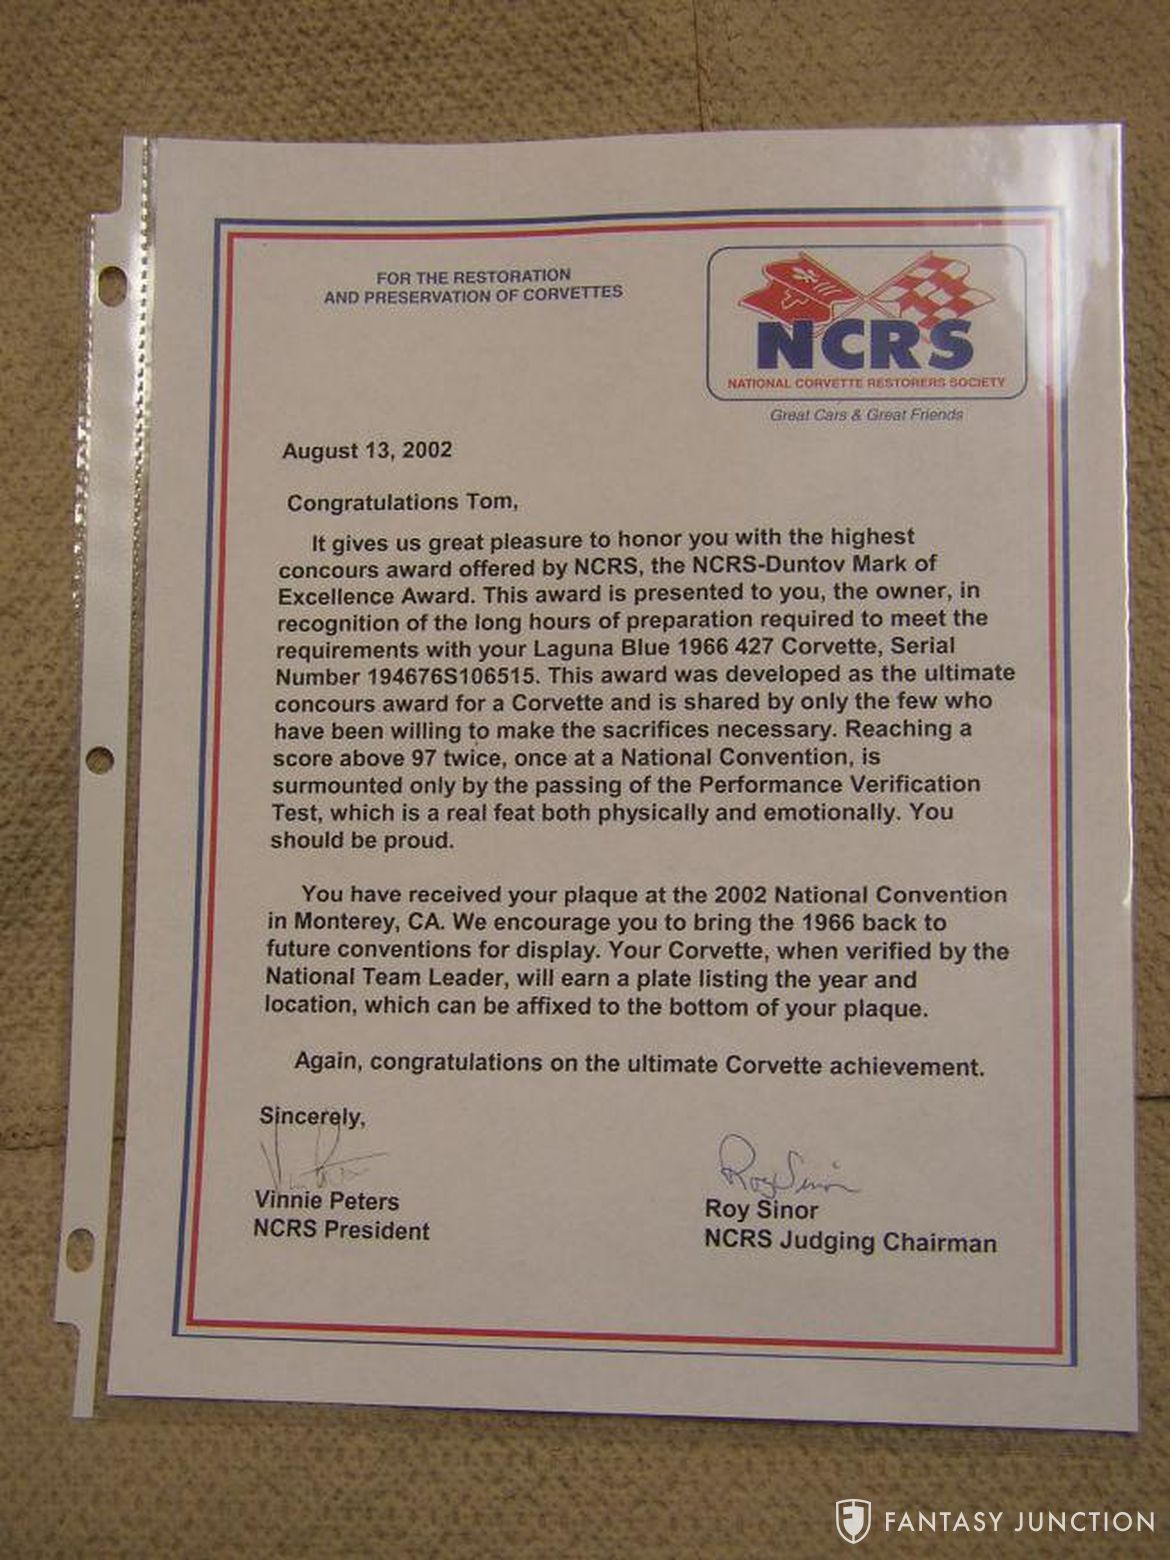 FOR THE RESTORATION
AND PRESERVATION OF CORVETTES
NCRS
NATIONAL CORVETTE RESTORERS SOCIETY
Great Cars & Great Friends
August 13, 2002
Congratulations Tom,
It gives us great pleasure to honor you with the highest
concours award offered by NCRS, the NCRS-Duntov Mark of
Excellence Award. This award is presented to you, the owner, in
recognition of the long hours of preparation required to meet the
requirements with your Laguna Blue 1966 427 Corvette, Serial
Number 194676S106515. This award was developed as the ultimate
concours award for a Corvette and is shared by only the few who
have been willing to make the sacrifices necessary. Reaching a
score above 97 twice, once at a National Convention, is
surmounted only by the passing of the Performance Verification
Test, which is a real feat both physically and emotionally. You
should be proud.
You have received your plaque at the 2002 National Convention
in Monterey, CA. We encourage you to bring the 1966 back to
future conventions for display. Your Corvette, when verified by the
National Team Leader, will earn a plate listing the year and
location, which can be affixed to the bottom of your plaque.
Again, congratulations on the ultimate Corvette achievement.
Sincerely,
Roy Sinor
Vinnie Peters
NCRS President
Roy Sinor
NCRS Judging Chairman
FANTASY JUNCTION